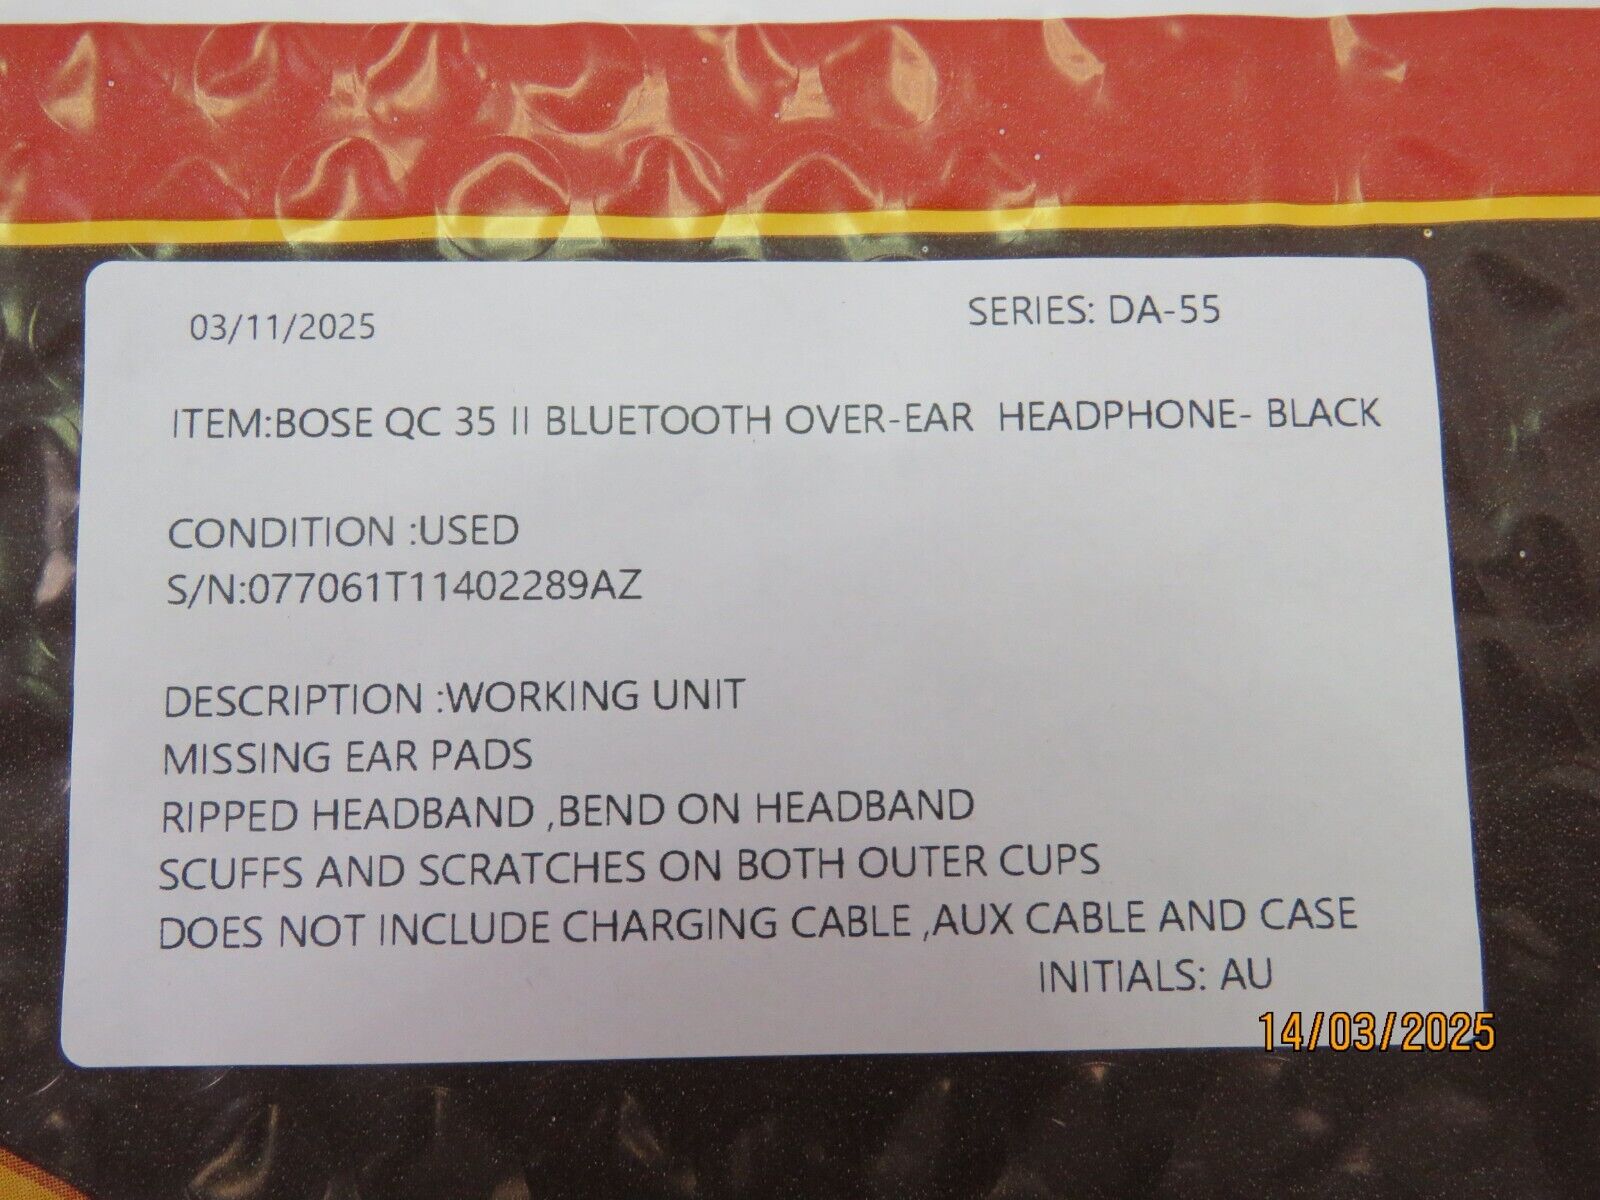 03/11/2025
SERIES: DA-55
ITEM:BOSE QC 35 II BLUETOOTH OVER-EAR HEADPHONE- BLACK
CONDITION :USED
S/N:077061T11402289AZ
DESCRIPTION :WORKING UNIT
MISSING EAR PADS
RIPPED HEADBAND ,BEND ON HEADBAND
SCUFFS AND SCRATCHES ON BOTH OUTER CUPS
DOES NOT INCLUDE CHARGING CABLE ,AUX CABLE AND CASE
INITIALS: AU
14/03/2025